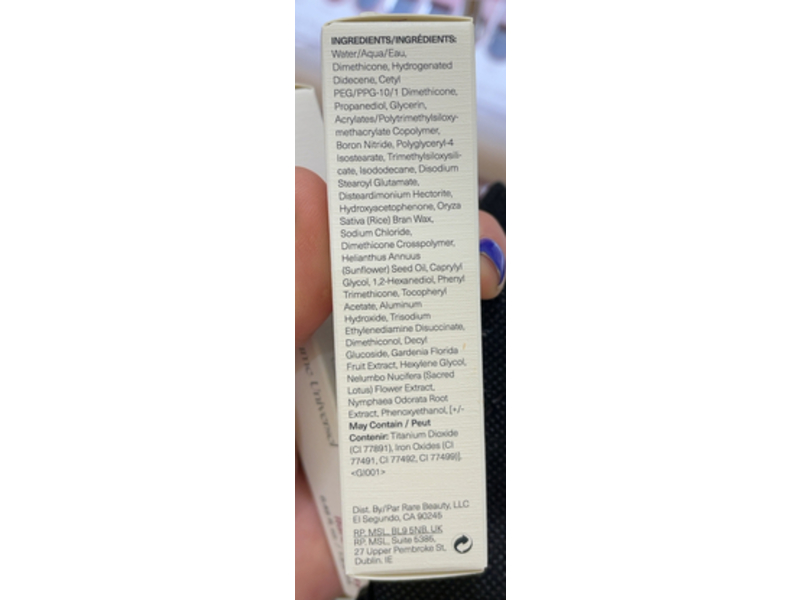 INGREDIENTS/INGRÉDIENTS:
Water/Aqua/Eau,
Dimethicone, Hydrogenated
Didecene, Cetyl
PEG/PPG-10/1 Dimethicone,
Propanediol, Glycerin,
Acrylates/Polytrimethylsiloxy-
methacrylate Copolymer,
Boron Nitride, Polyglyceryl-4
Isostearate, Trimethylsiloxysili-
cate, Isododecane, Disodium
Stearoyl Glutamate,
Disteardimonium Hectorite,
Hydroxyacetophenone, Oryza
Sativa (Rice) Bran Wax,
Sodium Chloride,
Dimethicone Crosspolymer,
Helianthus Annuus
(Sunflower) Seed Oil, Caprylyl
Glycol, 1,2-Hexanediol, Phenyl
Trimethicone, Tocopheryl
Acetate, Aluminum
Hydroxide, Trisodium
Ethylenediamine Disuccinate,
Dimethiconol, Decyl
Glucoside, Gardenia Florida
Fruit Extract, Hexylene Glycol,
Nelumbo Nucifera (Sacred
Lotus) Flower Extract,
Nymphaea Odorata Root
Extract, Phenoxyethanol, [+/-
May Contain / Peut
Contenir: Titanium Dioxide
(CI 77891), Iron Oxides (CI
77491, CI 77492, CI 77499)].
<GI001>
Dist. By/Par Rare Beauty, LLC
El Segundo, CA 90245
RP, MSL, BL9 5NB, UK
RP, MSL, Suite 5385,
27 Upper Pembroke St,
Dublin, IE